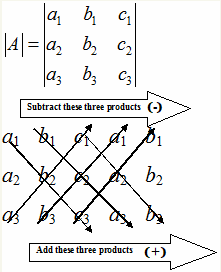 a₁ b₁ c₁
|A| = a₂ b₂ c₂
a₃ b₃ c₃
Subtract these three products (-)
a₁ b₁ c₁ a₁ b₁
a₂ b₂ c₂ a₂ b₂
a₃ b₃ c₃ a₃ b₃
Add these three products (+)